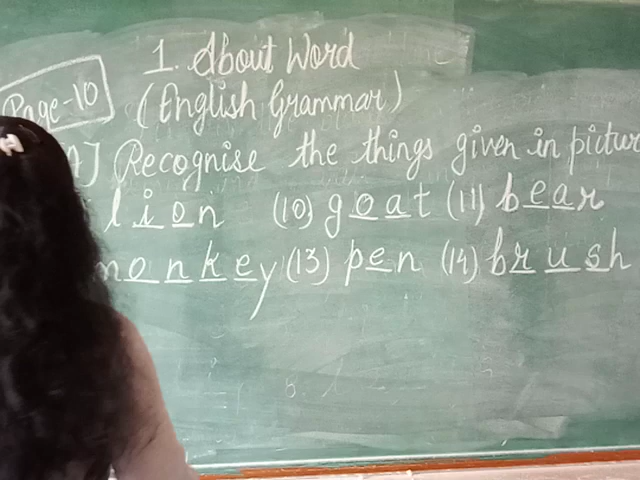 1. About Word
Page-10
(English Grammar)
A] Recognise the things given in pictur
lion (10) goat (11) bear
monkey (13) pen (14) brush